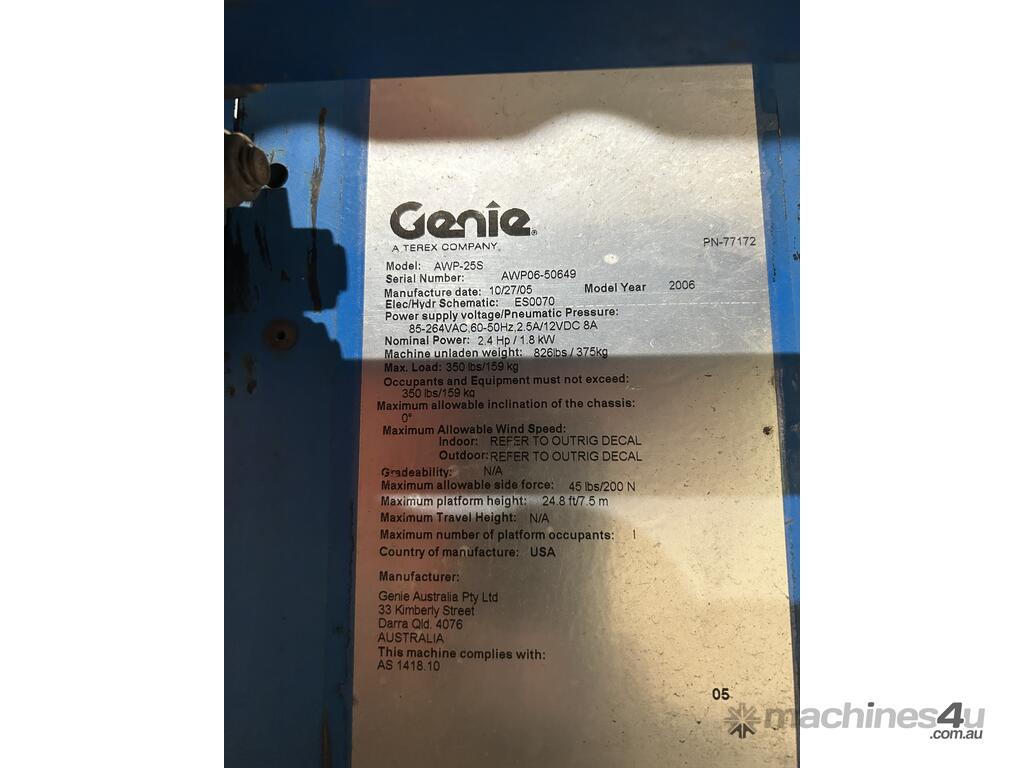 Genie.
A TEREX COMPANY
PN-77172
Model: AWP-25S
Serial Number: AWP06-50649
Manufacture date: 10/27/05 Model Year 2006
Elec/Hydr Schematic: ES0070
Power supply voltage/Pneumatic Pressure:
85-264VAC,60-50Hz,2.5A/12VDC 8A
Nominal Power: 2.4 Hp / 1.8 kW
Machine unladen weight: 826lbs / 375kg
Max. Load: 350 lbs/159 kg
Occupants and Equipment must not exceed:
350 lbs/159 kg
Maximum allowable inclination of the chassis:
0°
Maximum Allowable Wind Speed:
Indoor: REFER TO OUTRIG DECAL
Outdoor: REFER TO OUTRIG DECAL
Gradeability: N/A
Maximum allowable side force: 45 lbs/200 N
Maximum platform height: 24.8 ft/7.5 m
Maximum Travel Height: N/A
Maximum number of platform occupants: 1
Country of manufacture: USA
Manufacturer:
Genie Australia Pty Ltd
33 Kimberly Street
Darra Qld. 4076
AUSTRALIA
This machine complies with:
AS 1418.10
05
machines4u
.com.au